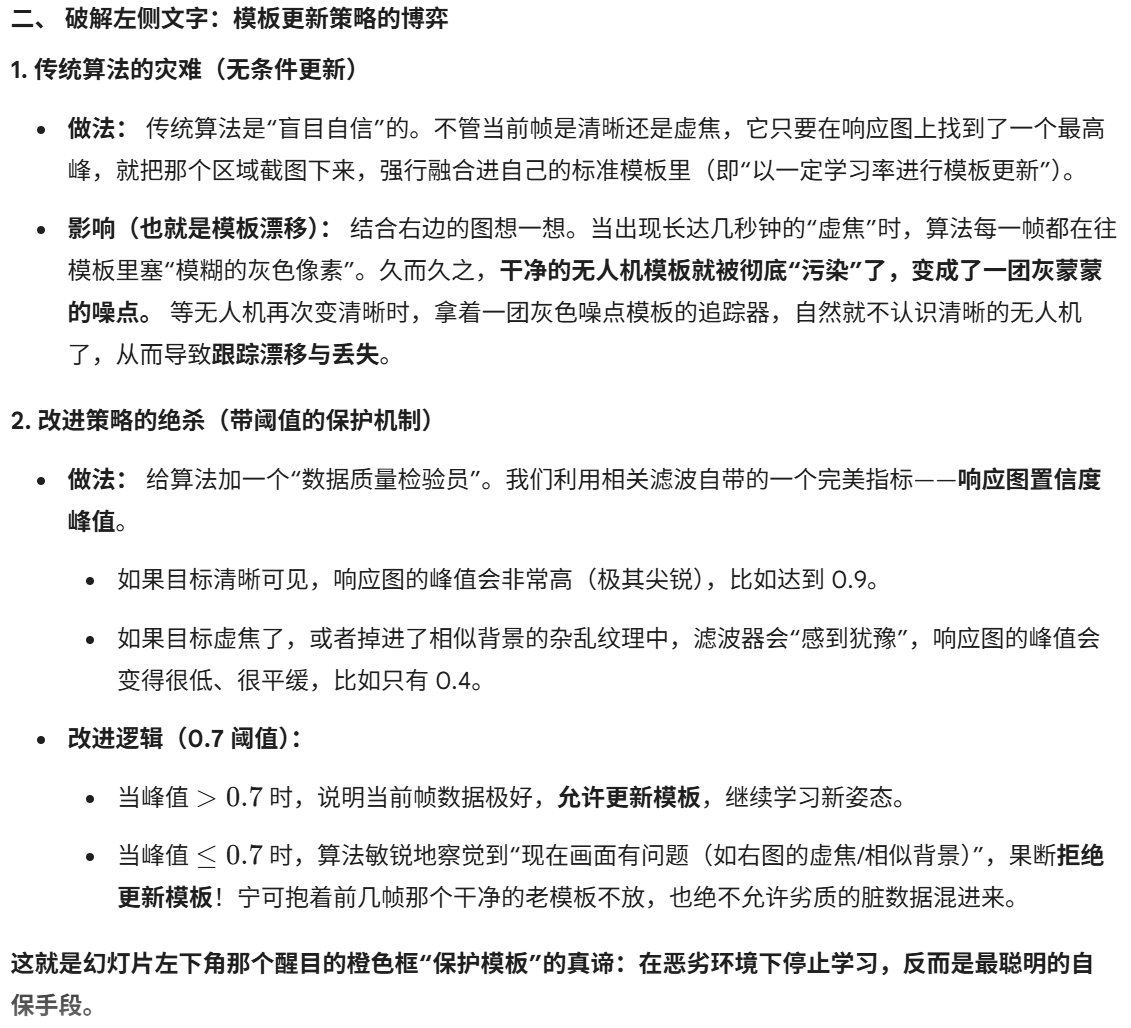 二、 破解左侧文字：模板更新策略的博弈
1. 传统算法的灾难（无条件更新）
• 做法： 传统算法是“盲目自信”的。不管当前帧是清晰还是虚焦，它只要在响应图上找到了一个最高
峰，就把那个区域截图下来，强行融合进自己的标准模板里（即“以一定学习率进行模板更新”）。
• 影响（也就是模板漂移）： 结合右边的图想一想。当出现长达几秒钟的“虚焦”时，算法每一帧都在往
模板里塞“模糊的灰色像素”。久而久之，干净的无人机模板就被彻底“污染”了，变成了一团灰蒙蒙
的噪点。 等无人机再次变清晰时，拿着一团灰色噪点模板的追踪器，自然就不认识清晰的无人机
了，从而导致跟踪漂移与丢失。
2. 改进策略的绝杀（带阈值的保护机制）
• 做法： 给算法加一个“数据质量检验员”。我们利用相关滤波自带的一个完美指标——响应图置信度
峰值。
• 如果目标清晰可见，响应图的峰值会非常高（极其尖锐），比如达到 0.9。
• 如果目标虚焦了，或者掉进了相似背景的杂乱纹理中，滤波器会“感到犹豫”，响应图的峰值会
变得很低、很平缓，比如只有 0.4。
• 改进逻辑（0.7 阈值）：
• 当峰值 > 0.7 时，说明当前帧数据极好，允许更新模板，继续学习新姿态。
• 当峰值 ≤ 0.7 时，算法敏锐地察觉到“现在画面有问题（如右图的虚焦/相似背景）”，果断拒绝
更新模板！宁可抱着前几帧那个干净的老模板不放，也绝不允许劣质的脏数据混进来。
这就是幻灯片左下角那个醒目的橙色框“保护模板”的真谛：在恶劣环境下停止学习，反而是最聪明的自
保手段。